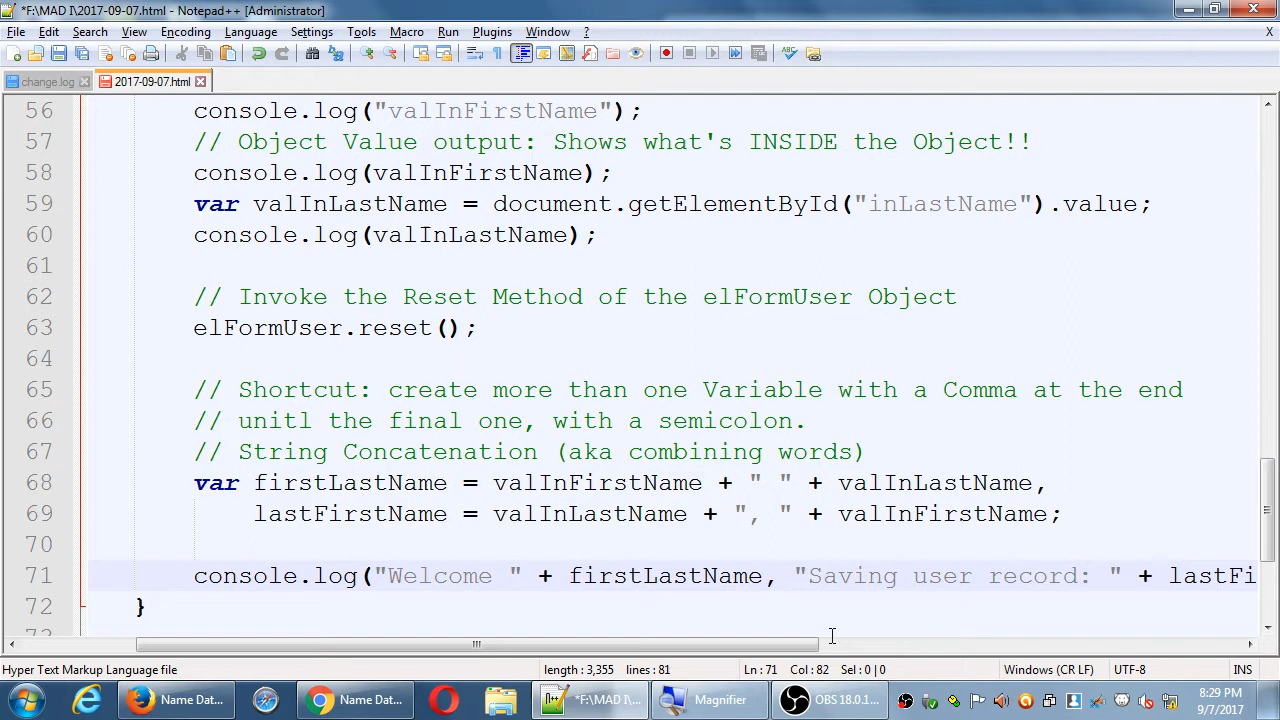 *F:\MAD I\2017-09-07.html - Notepad++ [Administrator]
File Edit Search View Encoding Language Settings Tools Macro Run Plugins Window ? X
change.log 2017-09-07.html
56 console.log("valInFirstName");
57 // Object Value output: Shows what's INSIDE the Object!!
58 console.log(valInFirstName);
59 var valInLastName = document.getElementById("inLastName").value;
60 console.log(valInLastName);
61
62 // Invoke the Reset Method of the elFormUser Object
63 elFormUser.reset();
64
65 // Shortcut: create more than one Variable with a Comma at the end
66 // unitl the final one, with a semicolon.
67 // String Concatenation (aka combining words)
68 var firstLastName = valInFirstName + " " + valInLastName,
69 lastFirstName = valInLastName + ", " + valInFirstName;
70
71 console.log("Welcome " + firstLastName, "Saving user record: " + lastFi
72 }
73
Hyper Text Markup Language file length : 3,355 lines : 81 Ln : 71 Col : 82 Sel : 0 | 0 Windows (CR LF) UTF-8 INS
Name Dat... Name Dat... *F:\MAD I\... Magnifier OBS 18.0.1... 8:29 PM
9/7/2017